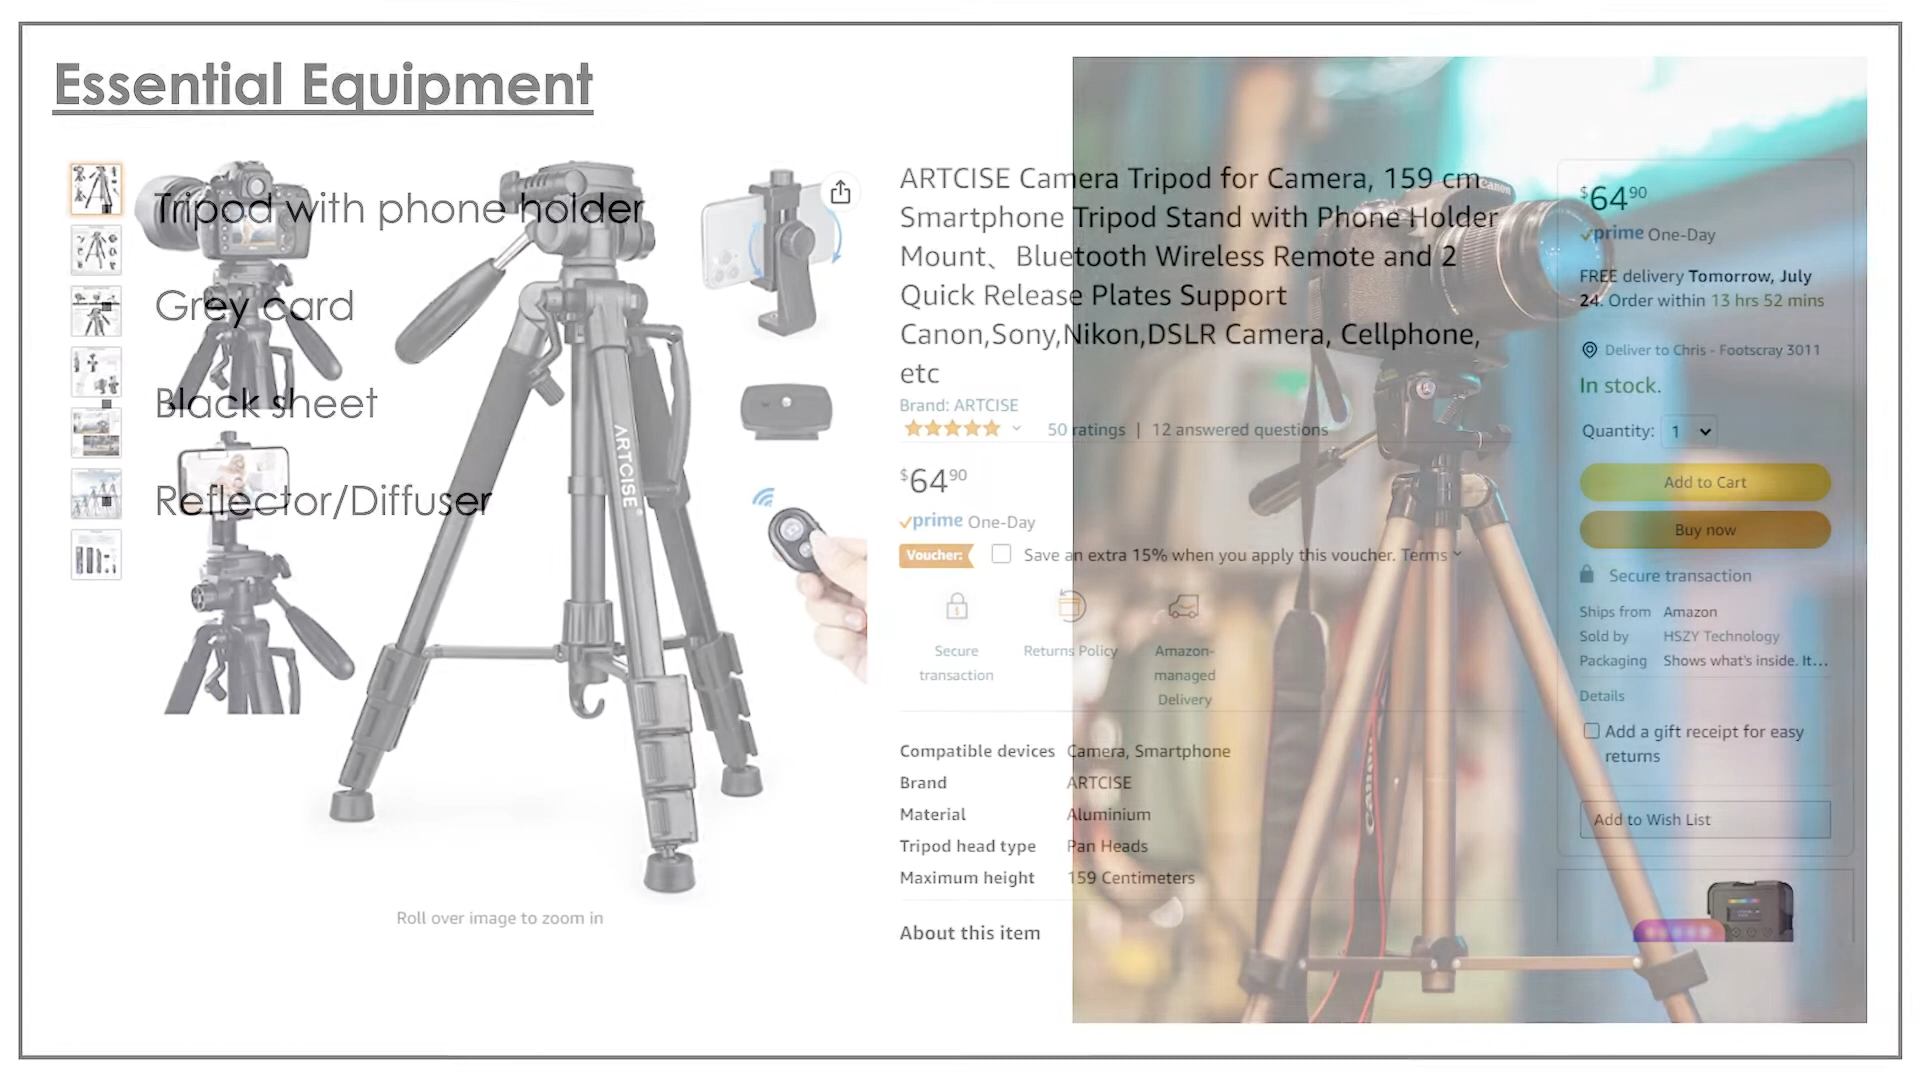 Essential Equipment
Tripod with phone holder
Grey card
Black sheet
Reflector/Diffuser
ARTCISE
Roll over image to zoom in
ARTCISE Camera Tripod for Camera, 159 cm
Smartphone Tripod Stand with Phone Holder
Mount、Bluetooth Wireless Remote and 2
Quick Release Plates Support
Canon,Sony,Nikon,DSLR Camera, Cellphone,
etc
Brand: ARTCISE
50 ratings | 12 answered questions
$64 90
prime One-Day
Voucher: Save an extra 15% when you apply this voucher. Terms
Secure transaction
Returns Policy
Amazon-managed Delivery
Compatible devices Camera, Smartphone
Brand ARTCISE
Material Aluminium
Tripod head type Pan Heads
Maximum height 159 Centimeters
About this item
Canon
Canon
$64 90
prime One-Day
FREE delivery Tomorrow, July
24. Order within 13 hrs 52 mins
Deliver to Chris - Footscray 3011
In stock.
Quantity: 1
Add to Cart
Buy now
Secure transaction
Ships from Amazon
Sold by HSZY Technology
Packaging Shows what's inside. It...
Details
Add a gift receipt for easy
returns
Add to Wish List